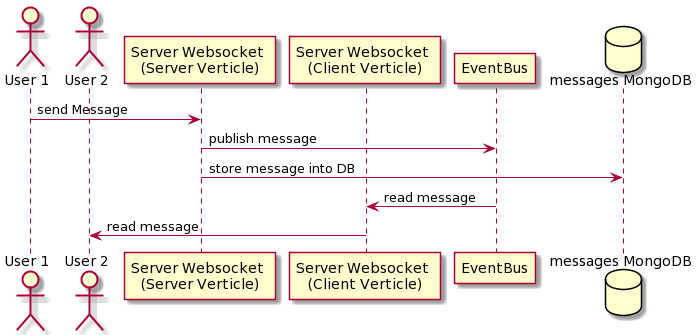 User 1
User 2
Server Websocket
(Server Verticle)
Server Websocket
(Client Verticle)
EventBus
messages MongoDB
send Message
publish message
store message into DB
read message
read message
User 1
User 2
Server Websocket
(Server Verticle)
Server Websocket
(Client Verticle)
EventBus
messages MongoDB